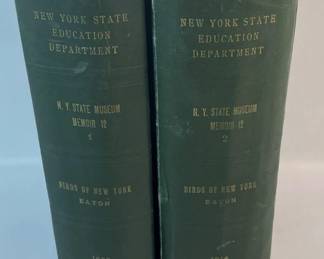 NEW YORK STATE
EDUCATION
DEPARTMENT
N. Y. STATE MUSEUM
MEMOIR 12
1
BIRDS OF NEW YORK
EATON
NEW YORK STATE
EDUCATION
DEPARTMENT
N. Y. STATE MUSEUM
MEMOIR 12
2
BIRDS OF NEW YORK
EATON